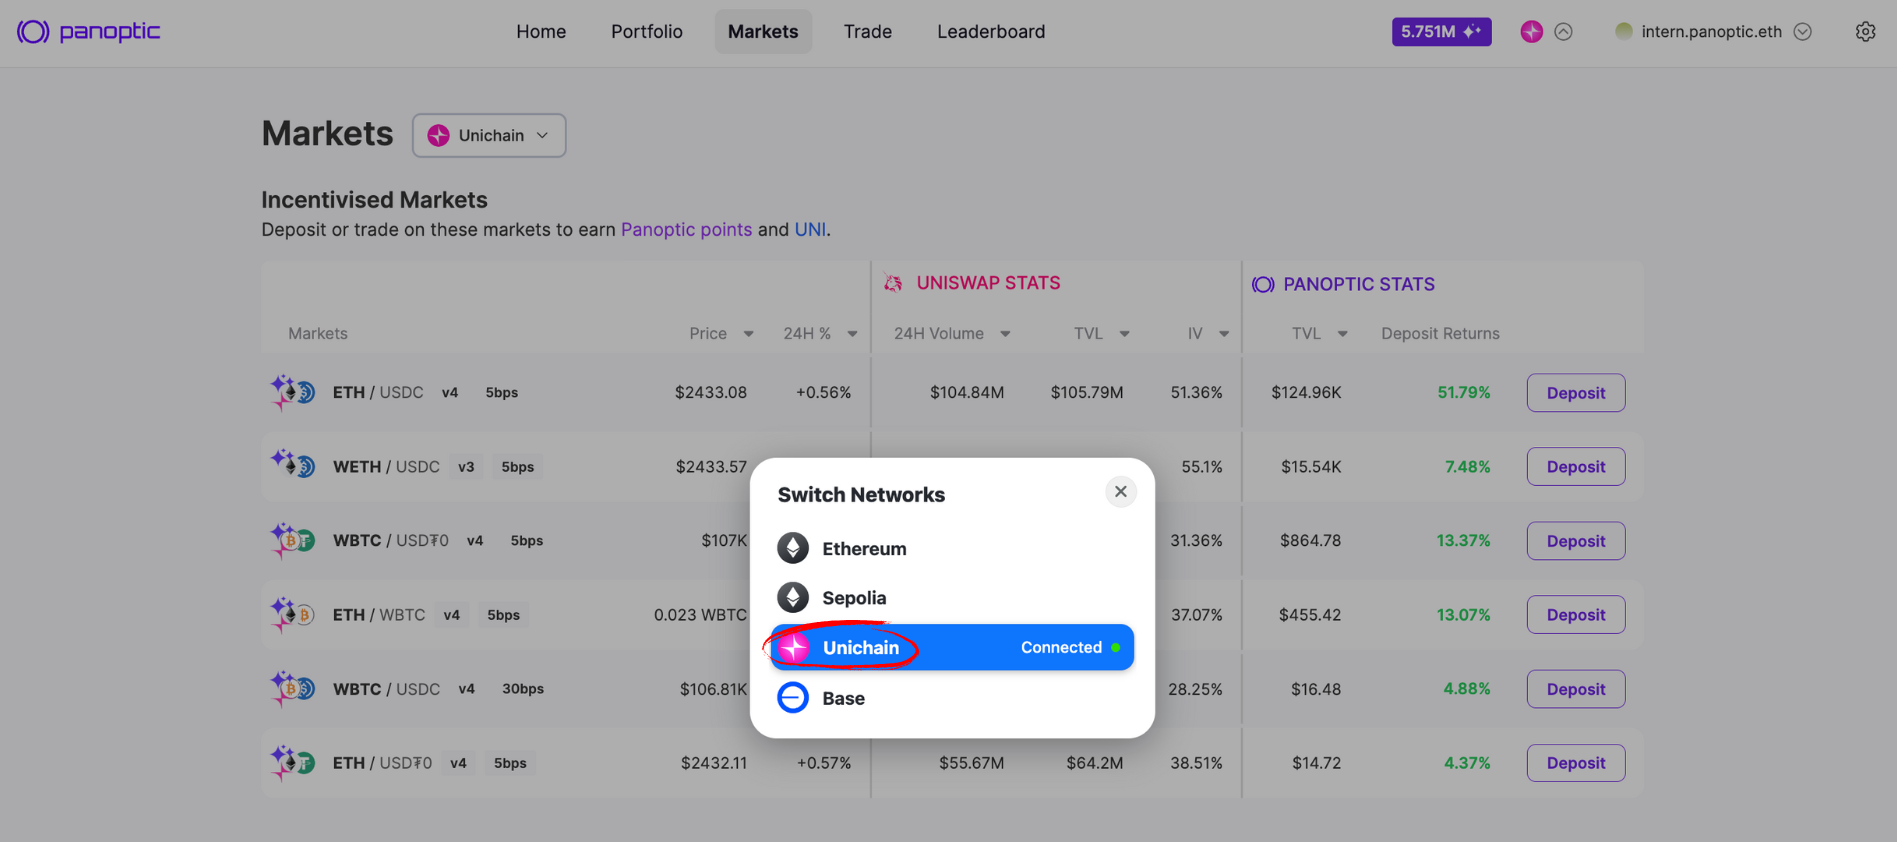 panoptic Home Portfolio Markets Trade Leaderboard 5.751M intern.panoptic.eth
Markets Unichain
Incentivised Markets
Deposit or trade on these markets to earn Panoptic points and UNI.
UNISWAP STATS PANOPTIC STATS
Markets Price 24H % 24H Volume TVL IV TVL Deposit Returns
ETH / USDC v4 5bps $2433.08 +0.56% $104.84M $105.79M 51.36% $124.96K 51.79% Deposit
WETH / USDC v3 5bps $2433.57 55.1% $15.54K 7.48% Deposit
WBTC / USD₮0 v4 5bps $107K 31.36% $864.78 13.37% Deposit
ETH / WBTC v4 5bps 0.023 WBTC 37.07% $455.42 13.07% Deposit
WBTC / USDC v4 30bps $106.81K 28.25% $16.48 4.88% Deposit
ETH / USD₮0 v4 5bps $2432.11 +0.57% $55.67M $64.2M 38.51% $14.72 4.37% Deposit
Switch Networks
Ethereum
Sepolia
Unichain Connected
Base